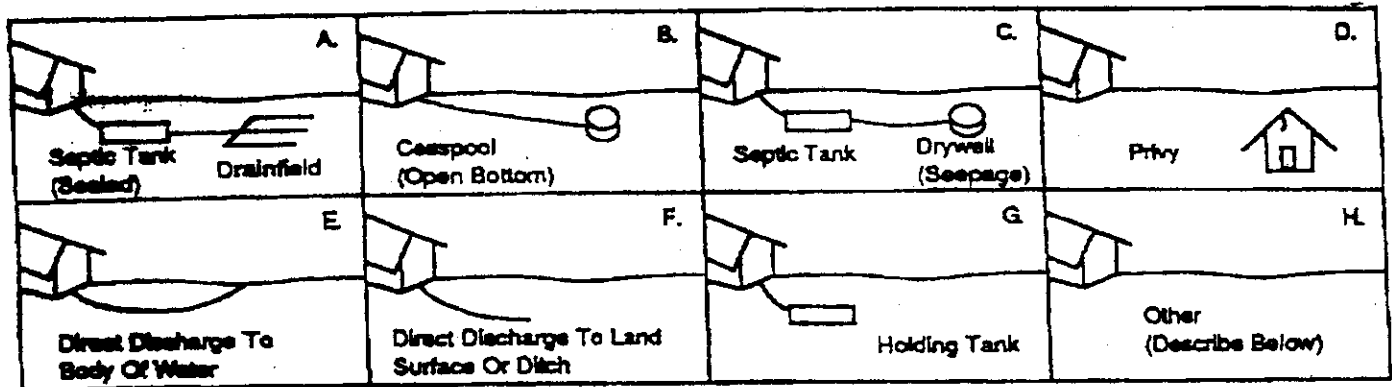 A.
Septic Tank
(Sealed)
Drainfield
B.
Cesspool
(Open Bottom)
C.
Septic Tank
Drywell
(Seepage)
D.
Privy
E.
Direct Discharge To
Body Of Water
F.
Direct Discharge To Land
Surface Or Ditch
G.
Holding Tank
H.
Other
(Describe Below)